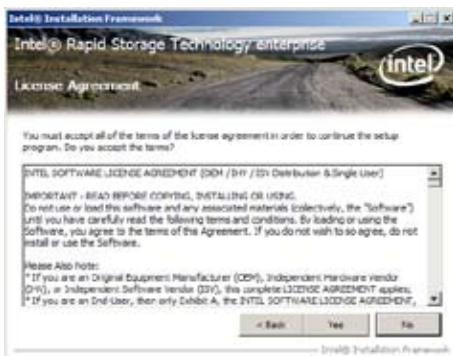 Intel® Installation Framework
Intel® Rapid Storage Technology enterprise
intel
License Agreement
You must accept all of the terms of the license agreement in order to continue the setup
program. Do you accept the terms?
INTEL SOFTWARE LICENSE AGREEMENT (OEM / IHV / ISV Distribution & Single User)
IMPORTANT - READ BEFORE COPYING, INSTALLING OR USING.
Do not use or load this software and any associated materials (collectively, the "Software")
until you have carefully read the following terms and conditions. By loading or using the
Software, you agree to the terms of this Agreement. If you do not wish to so agree, do not
install or use the Software.
Please Also Note:
* If you are an Original Equipment Manufacturer (OEM), Independent Hardware Vendor
(IHV), or Independent Software Vendor (ISV), this complete LICENSE AGREEMENT applies;
* If you are an End-User, then only Exhibit A, the INTEL SOFTWARE LICENSE AGREEMENT,
< Back
Yes
No
Intel® Installation Framework